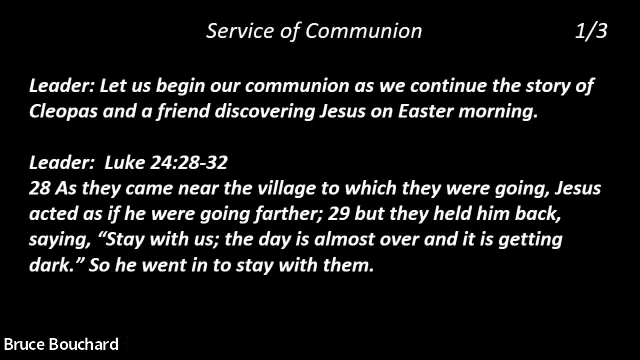 Service of Communion 1/3
Leader: Let us begin our communion as we continue the story of
Cleopas and a friend discovering Jesus on Easter morning.
Leader: Luke 24:28-32
28 As they came near the village to which they were going, Jesus
acted as if he were going farther; 29 but they held him back,
saying, “Stay with us; the day is almost over and it is getting
dark.” So he went in to stay with them.
Bruce Bouchard